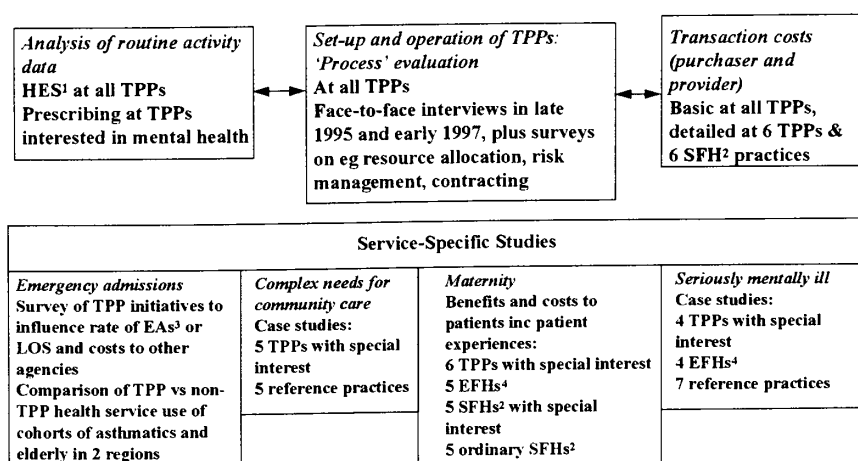 Analysis of routine activity
data
HES¹ at all TPPs
Prescribing at TPPs
interested in mental health
Set-up and operation of TPPs:
‘Process’ evaluation
At all TPPs
Face-to-face interviews in late
1995 and early 1997, plus surveys
on eg resource allocation, risk
management, contracting
Transaction costs
(purchaser and
provider)
Basic at all TPPs,
detailed at 6 TPPs &
6 SFH² practices
Service-Specific Studies
Emergency admissions
Survey of TPP initiatives to
influence rate of EAs³ or
LOS and costs to other
agencies
Comparison of TPP vs non-
TPP health service use of
cohorts of asthmatics and
elderly in 2 regions
Complex needs for
community care
Case studies:
5 TPPs with special
interest
5 reference practices
Maternity
Benefits and costs to
patients inc patient
experiences:
6 TPPs with special interest
5 EFHs⁴
5 SFHs² with special
interest
5 ordinary SFHs²
Seriously mentally ill
Case studies:
4 TPPs with special
interest
4 EFHs⁴
7 reference practices